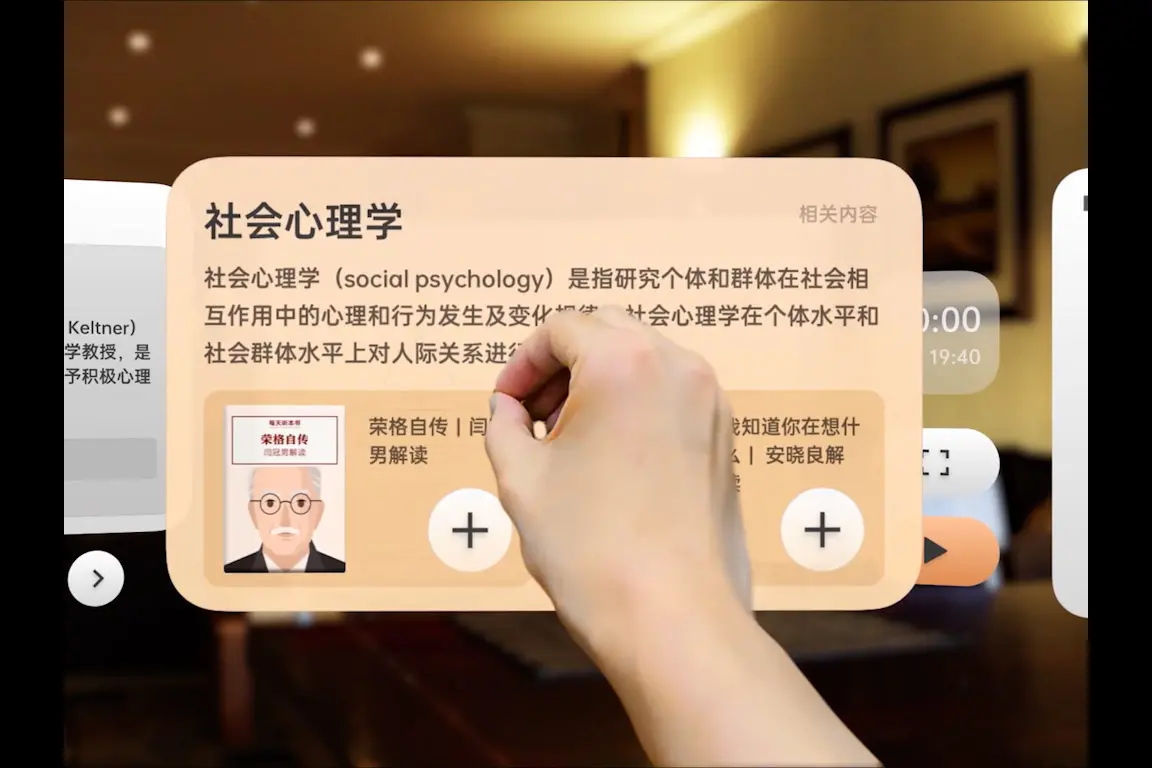 社会心理学
相关内容
社会心理学（social psychology）是指研究个体和群体在社会相
互作用中的心理和行为发生及变化规律。社会心理学在个体水平和
社会群体水平上对人际关系进行
每天听本书
荣格自传
闫冠男解读
荣格自传 | 闫
男解读
我知道你在想什
么 | 安晓良解
读
Keltner）
学教授，是
予积极心理
0:00
19:40